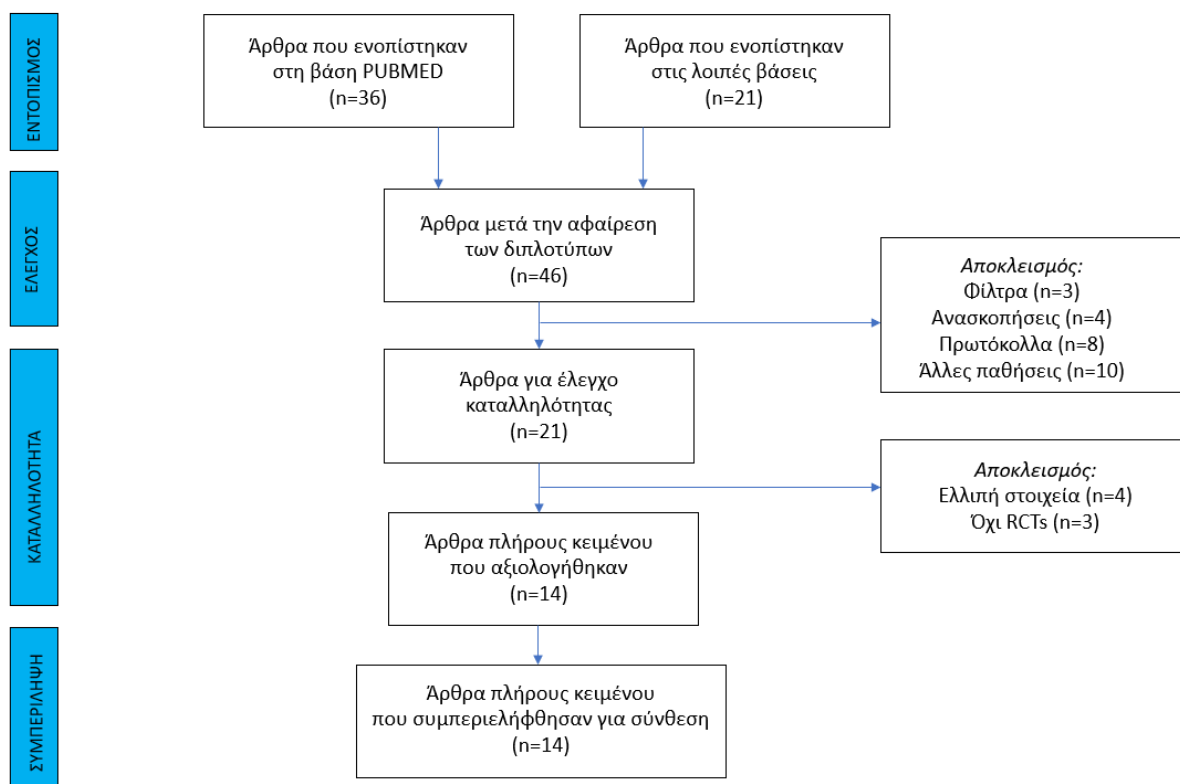 ΕΝΤΟΠΙΣΜΟΣ
Άρθρα που ενοπίστηκαν
στη βάση PUBMED
(n=36)
Άρθρα που ενοπίστηκαν
στις λοιπές βάσεις
(n=21)
ΕΛΕΓΧΟΣ
Άρθρα μετά την αφαίρεση
των διπλοτύπων
(n=46)
Αποκλεισμός:
Φίλτρα (n=3)
Ανασκοπήσεις (n=4)
Πρωτόκολλα (n=8)
Άλλες παθήσεις (n=10)
ΚΑΤΑΛΛΗΛΟΤΗΤΑ
Άρθρα για έλεγχο
καταλληλότητας
(n=21)
Αποκλεισμός:
Ελλιπή στοιχεία (n=4)
Όχι RCTs (n=3)
Άρθρα πλήρους κειμένου
που αξιολογήθηκαν
(n=14)
ΣΥΜΠΕΡΙΛΗΨΗ
Άρθρα πλήρους κειμένου
που συμπεριελήφθησαν για σύνθεση
(n=14)